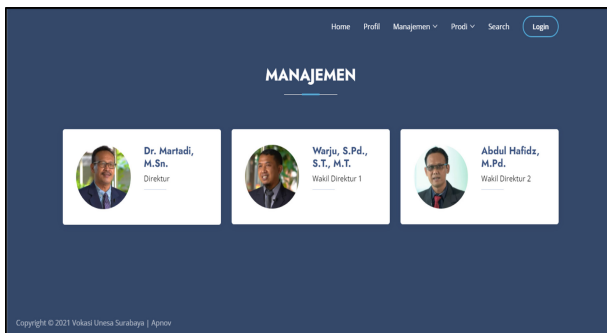 Home Profil Manajemen Prodi Search Login
MANAJEMEN
Dr. Martadi,
M.Sn.
Direktur
Warju, S.Pd.,
S.T., M.T.
Wakil Direktur 1
Abdul Hafidz,
M.Pd.
Wakil Direktur 2
Copyright © 2021 Vokasi Unesa Surabaya | Apnov